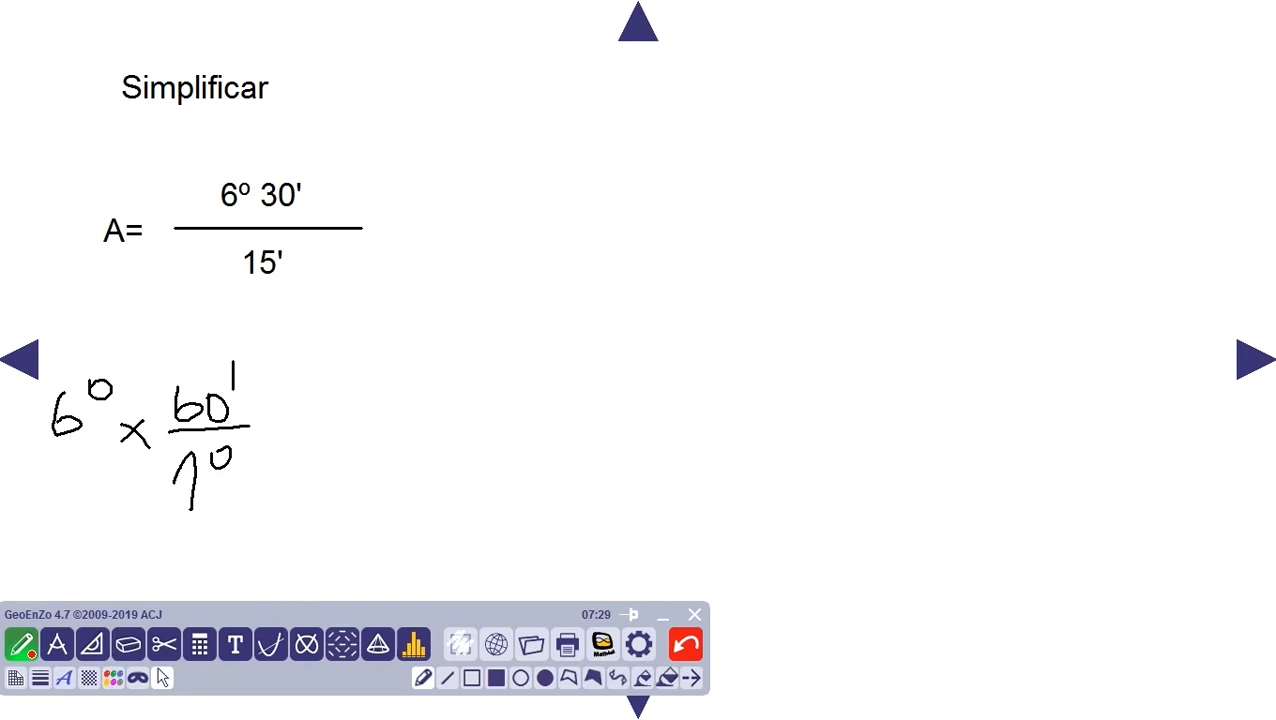 Simplificar
6º 30'
A=
15'
6º x 60'
1º
GeoEnZo 4.7 ©2009-2019 ACJ 07:29